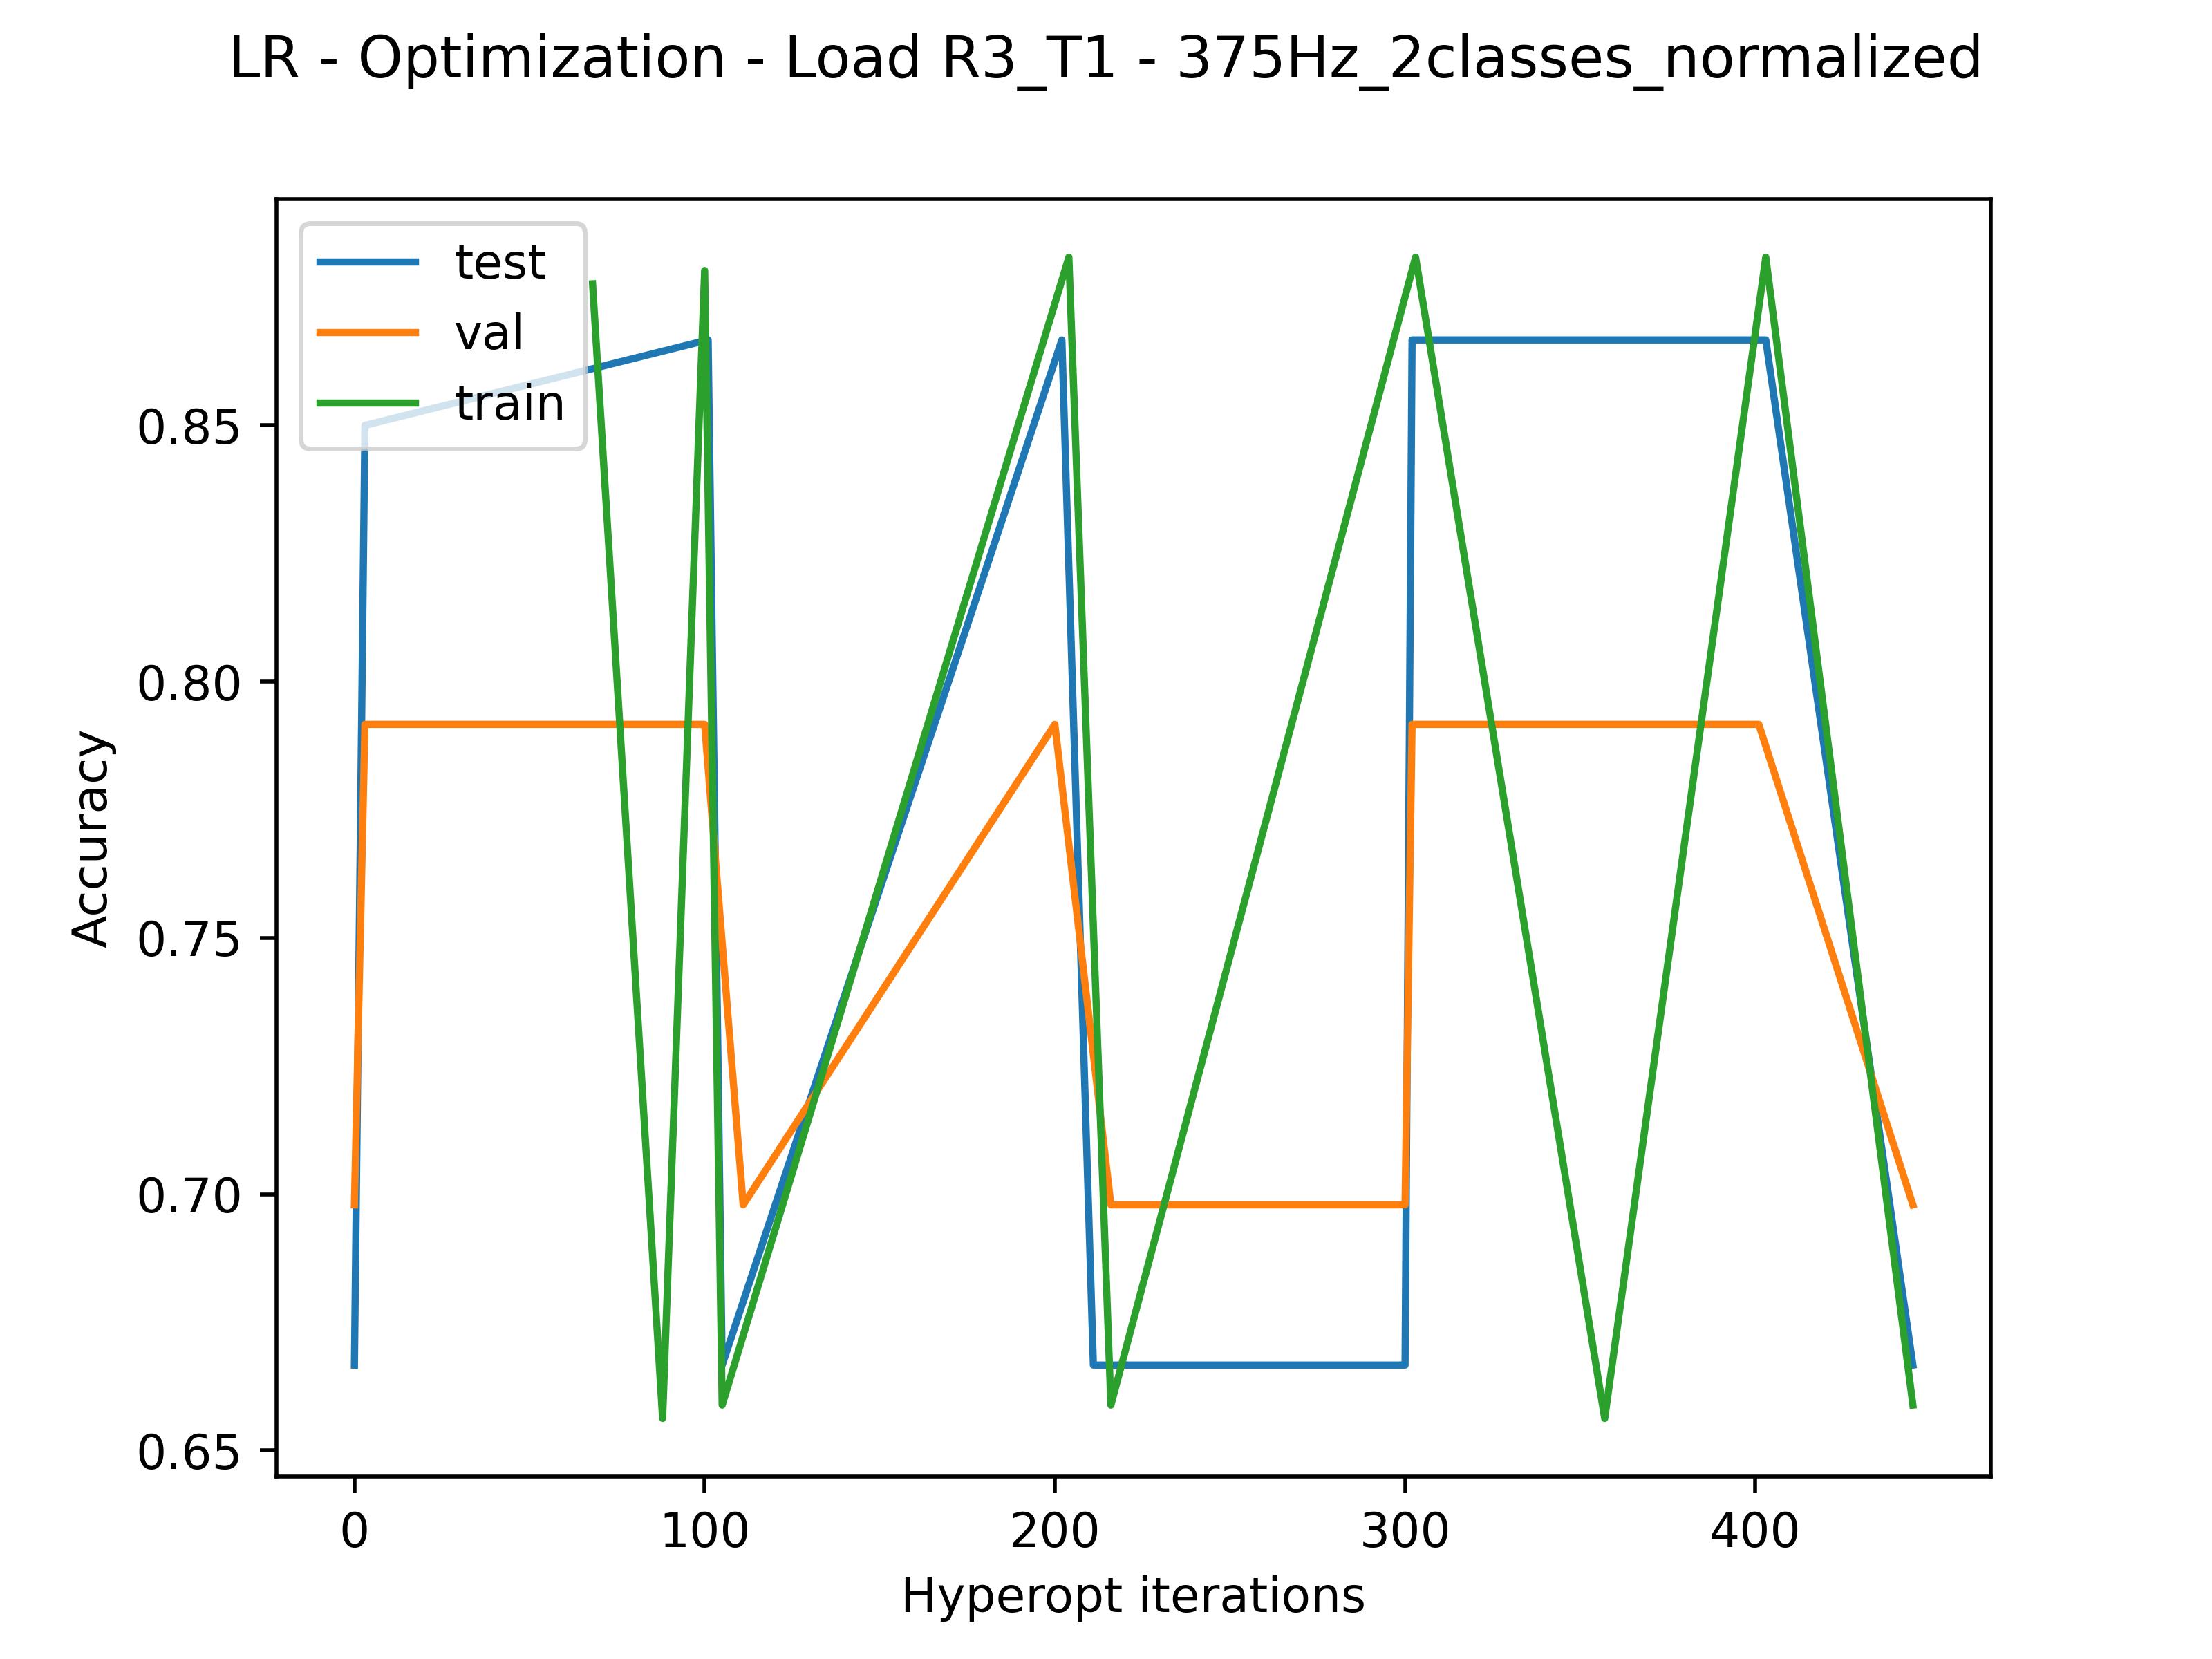 LR - Optimization - Load R3_T1 - 375Hz_2classes_normalized
test
val
train
0.85
0.80
0.75
0.70
0.65
Accuracy
0 100 200 300 400
Hyperopt iterations